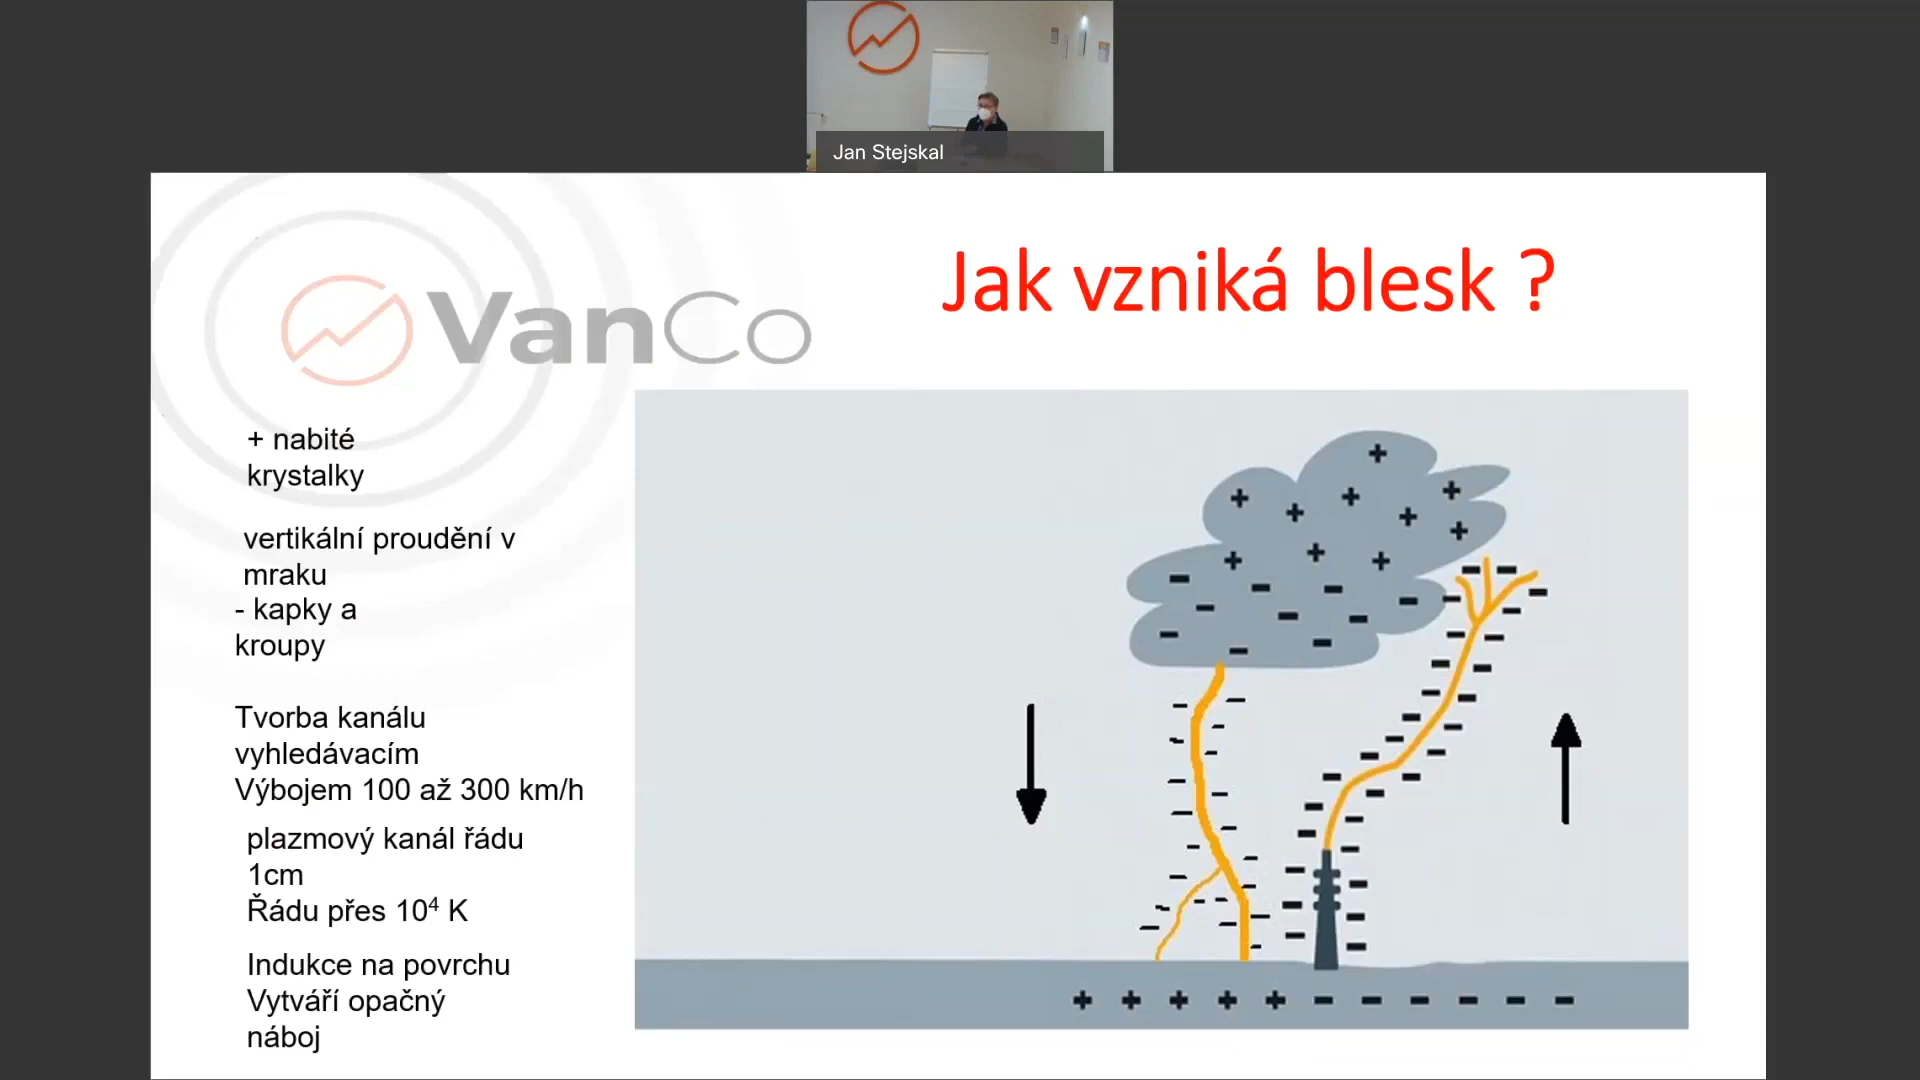 Jan Stejskal
VanCo
Jak vzniká blesk ?
+ nabité
krystalky
vertikální proudění v
mraku
- kapky a
kroupy
Tvorba kanálu
vyhledávacím
Výbojem 100 až 300 km/h
plazmový kanál řádu
1cm
Řádu přes 10⁴ K
Indukce na povrchu
Vytváří opačný
náboj